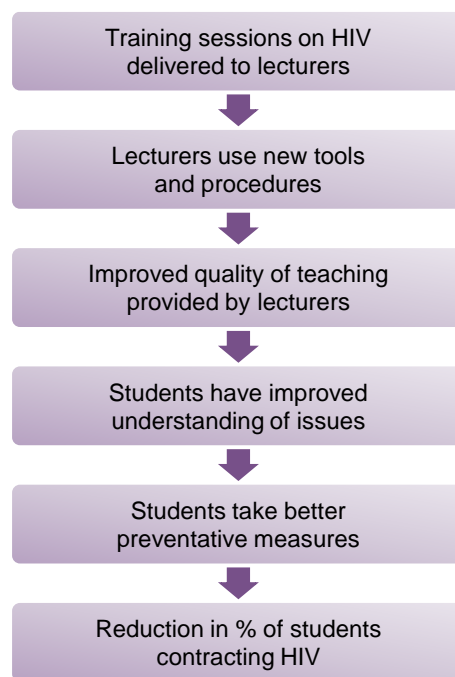 Training sessions on HIV
delivered to lecturers
Lecturers use new tools
and procedures
Improved quality of teaching
provided by lecturers
Students have improved
understanding of issues
Students take better
preventative measures
Reduction in % of students
contracting HIV